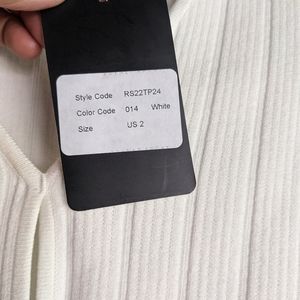 Style Code RS22TP24
Color Code 014 White
Size US 2